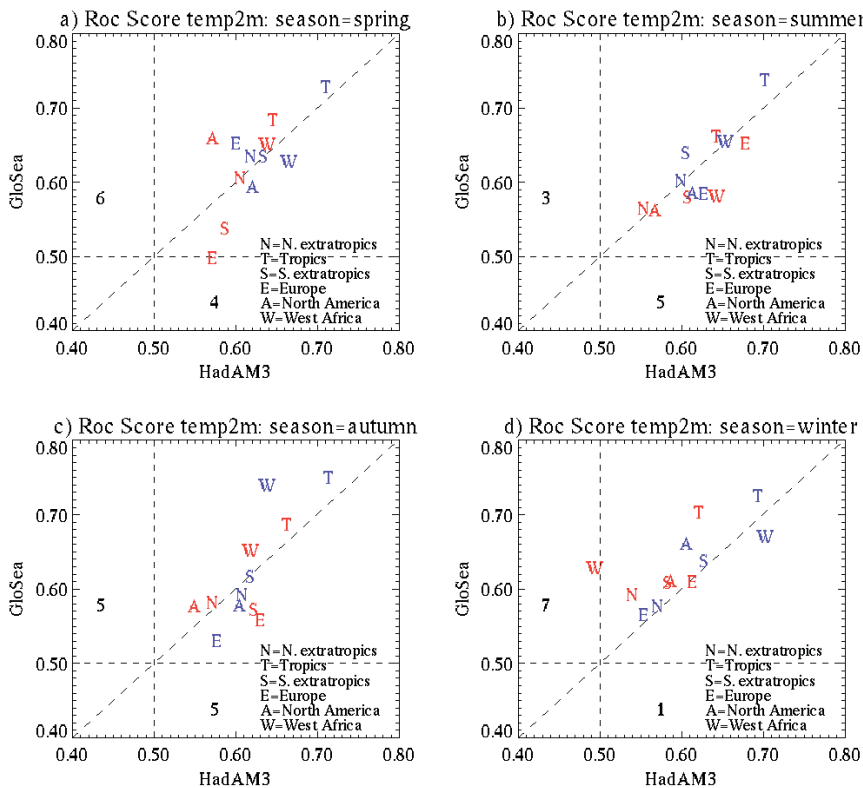 a) Roc Score temp2m: season=spring
0.80
0.70
0.60
0.50
0.40
GloSea
T
T
A
E
W
N
S
W
N
A
S
E
6
4
N=N. extratropics
T=Tropics
S=S. extratropics
E=Europe
A=North America
W=West Africa
0.40 0.50 0.60 0.70 0.80
HadAM3
b) Roc Score temp2m: season=summer
0.80
0.70
0.60
0.50
0.40
GloSea
T
T
W
E
S
N
A
E
S
W
N
A
3
5
N=N. extratropics
T=Tropics
S=S. extratropics
E=Europe
A=North America
W=West Africa
0.40 0.50 0.60 0.70 0.80
HadAM3
c) Roc Score temp2m: season=autumn
0.80
0.70
0.60
0.50
0.40
GloSea
T
W
T
W
S
N
A
N
A
S
E
E
5
5
N=N. extratropics
T=Tropics
S=S. extratropics
E=Europe
A=North America
W=West Africa
0.40 0.50 0.60 0.70 0.80
HadAM3
d) Roc Score temp2m: season=winter
0.80
0.70
0.60
0.50
0.40
GloSea
T
T
W
A
S
W
S
A
E
N
N
E
7
1
N=N. extratropics
T=Tropics
S=S. extratropics
E=Europe
A=North America
W=West Africa
0.40 0.50 0.60 0.70 0.80
HadAM3